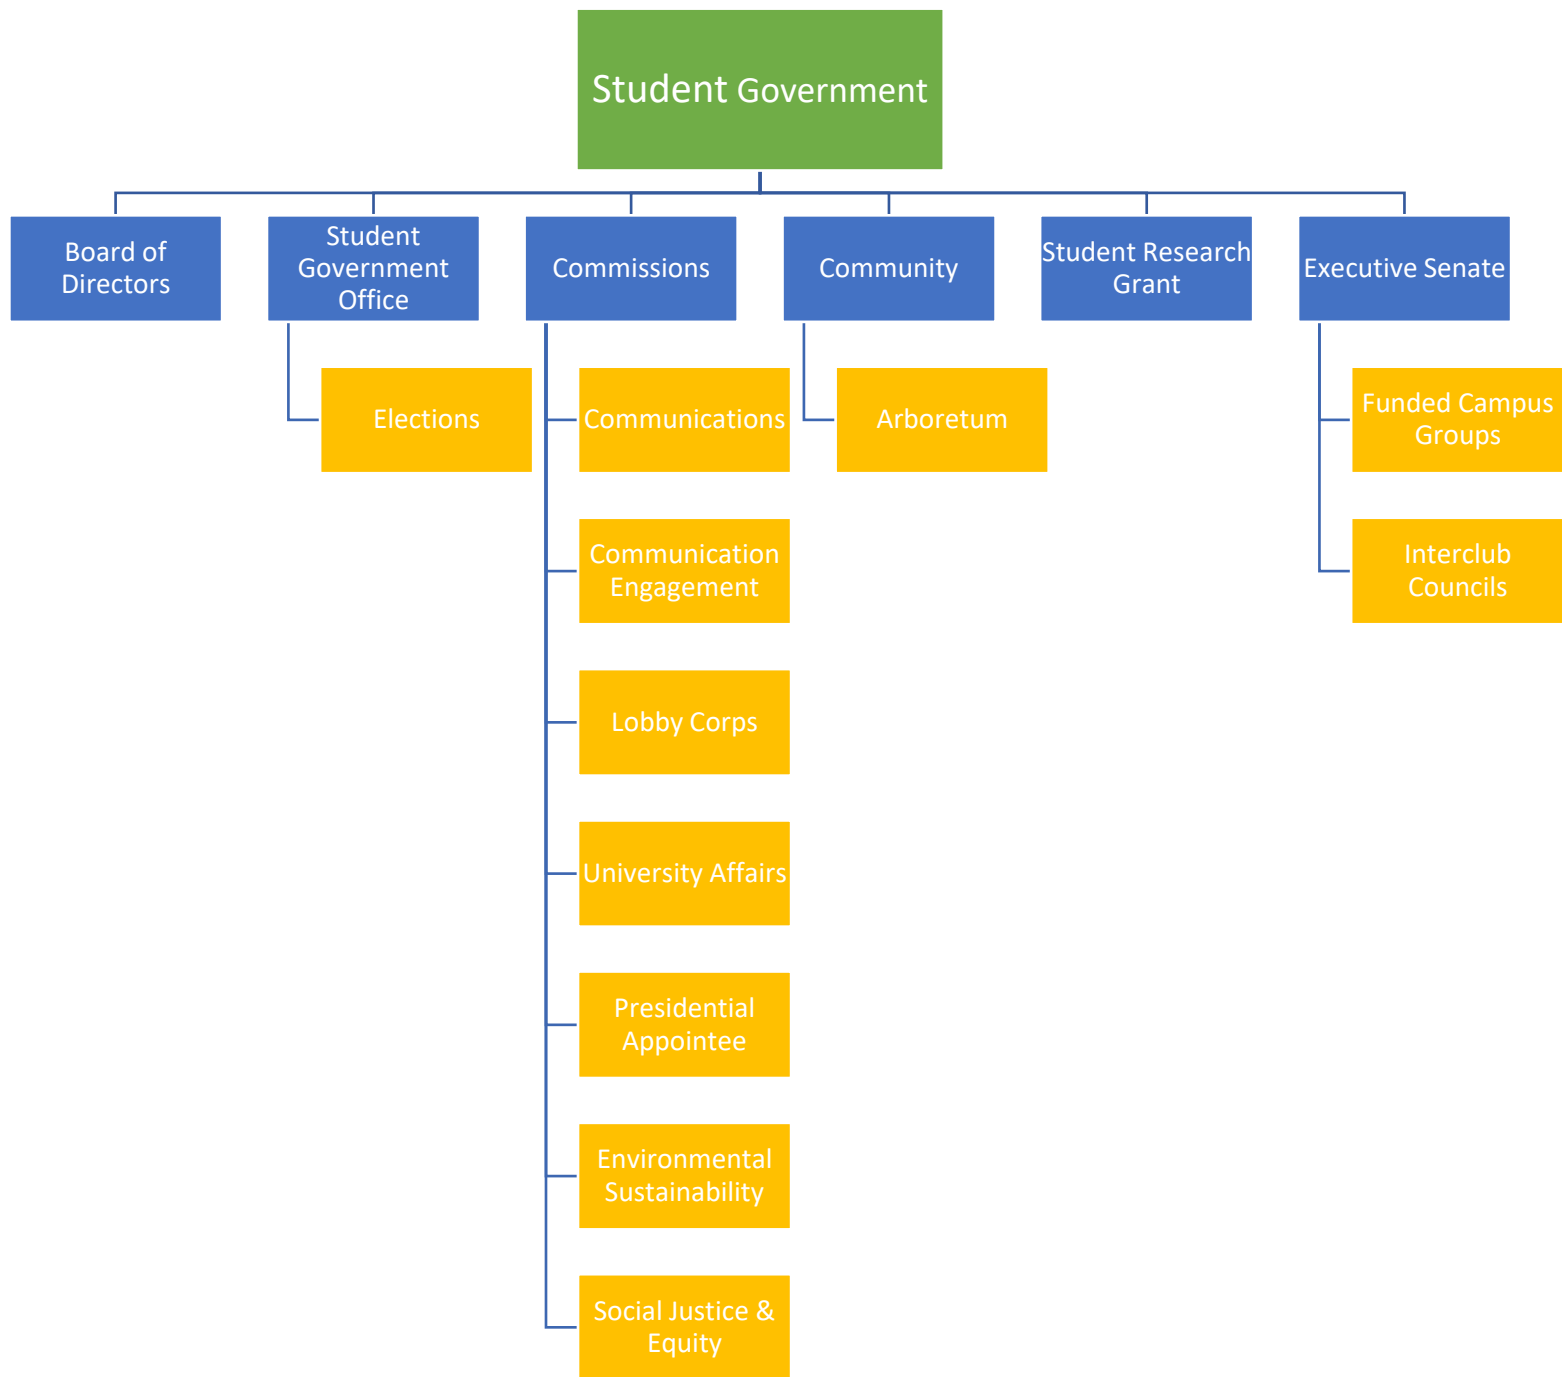 Student Government
Board of
Directors
Student
Government
Office
Commissions
Community
Student Research
Grant
Executive Senate
Elections
Communications
Arboretum
Funded Campus
Groups
Communication
Engagement
Interclub
Councils
Lobby Corps
University Affairs
Presidential
Appointee
Environmental
Sustainability
Social Justice &
Equity